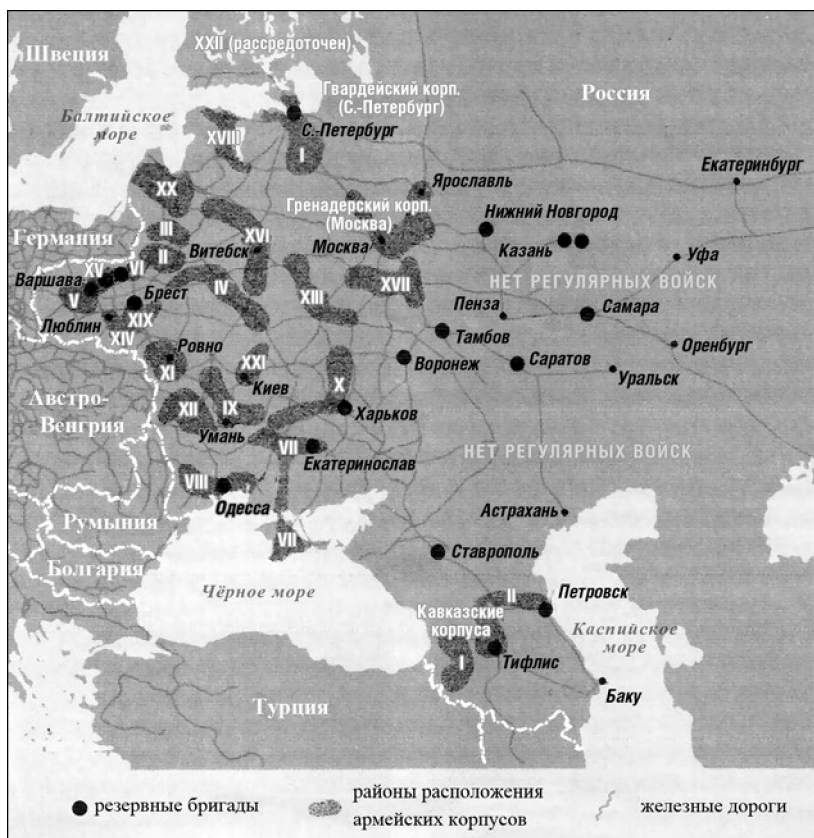 XXII (рассредоточен)
Швеция
Гвардейский корп.
(С.-Петербург)
Россия
Балтийское
море
XVIII
С.-Петербург
I
Екатеринбург
XX
Ярославль
Гренадерский корп.
(Москва)
Нижний Новгород
III
XVI
Германия
Витебск
Москва
Казань
Уфа
II
XV
VI
НЕТ РЕГУЛЯРНЫХ ВОЙСК
Варшава
V
Брест
IV
XIII
XVII
Пенза
Самара
Люблин
XIX
XIV
Тамбов
Ровно
XI
XXI
Киев
X
Воронеж
Саратов
Оренбург
Уральск
Австро-
Венгрия
XII
IX
Умань
Харьков
VII
Екатеринослав
НЕТ РЕГУЛЯРНЫХ ВОЙСК
VIII
Одесса
Астрахань
Румыния
VII
Ставрополь
Болгария
Чёрное море
II
Петровск
Кавказские
корпуса
Каспийское
море
I
Тифлис
Баку
Турция
резервные бригады
районы расположения
армейских корпусов
железные дороги